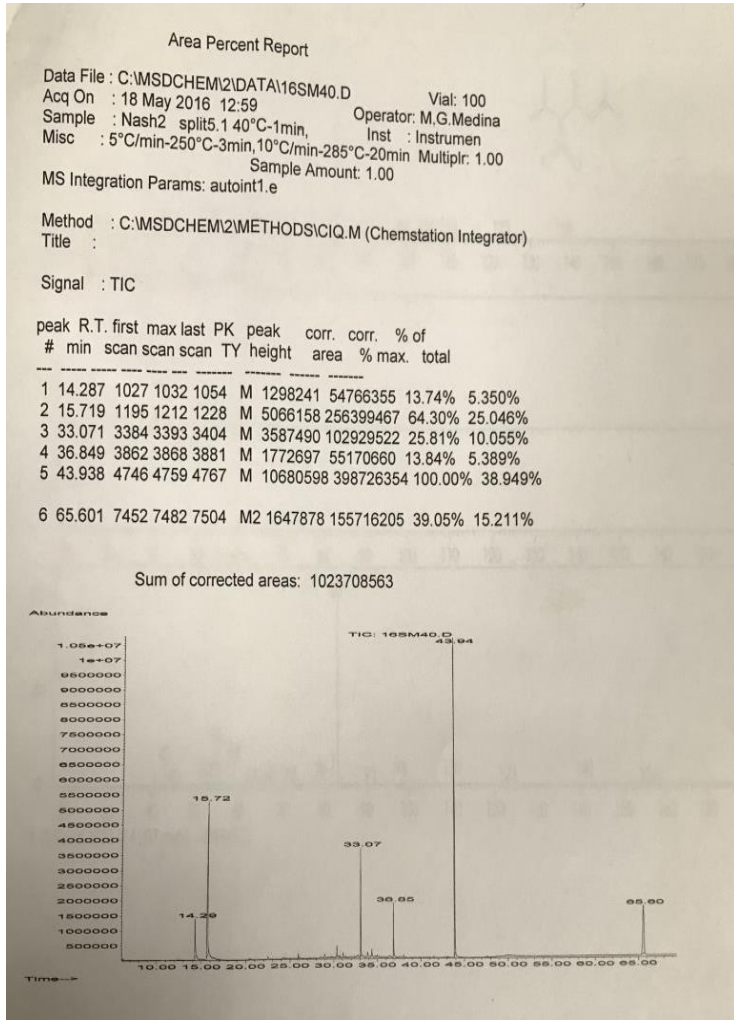 Area Percent Report
Data File : C:\MSDCHEM\2\DATA\16SM40.D Vial: 100
Acq On : 18 May 2016 12:59 Operator: M,G.Medina
Sample : Nash2 split5.1 40°C-1min, Inst : Instrumen
Misc : 5°C/min-250°C-3min,10°C/min-285°C-20min Multiplr: 1.00
Sample Amount: 1.00
MS Integration Params: autoint1.e
Method : C:\MSDCHEM\2\METHODS\CIQ.M (Chemstation Integrator)
Title :
Signal : TIC
peak R.T. first max last PK peak corr. corr. % of
# min scan scan scan TY height area % max. total
--- ----- ----- ---- ---- --- ------- ------- ------ -------
1 14.287 1027 1032 1054 M 1298241 54766355 13.74% 5.350%
2 15.719 1195 1212 1228 M 5066158 256399467 64.30% 25.046%
3 33.071 3384 3393 3404 M 3587490 102929522 25.81% 10.055%
4 36.849 3862 3868 3881 M 1772697 55170660 13.84% 5.389%
5 43.938 4746 4759 4767 M 10680598 398726354 100.00% 38.949%
6 65.601 7452 7482 7504 M2 1647878 155716205 39.05% 15.211%
Sum of corrected areas: 1023708563
Abundance
TIC: 16SM40.D
43.94
1.05e+07
1e+07
9500000
9000000
8500000
8000000
7500000
7000000
6500000
6000000
5500000
15.72
5000000
4500000
4000000
33.07
3500000
3000000
2500000
2000000
36.85
65.60
1500000
14.29
1000000
500000
10.00 15.00 20.00 25.00 30.00 35.00 40.00 45.00 50.00 55.00 60.00 65.00
Time-->